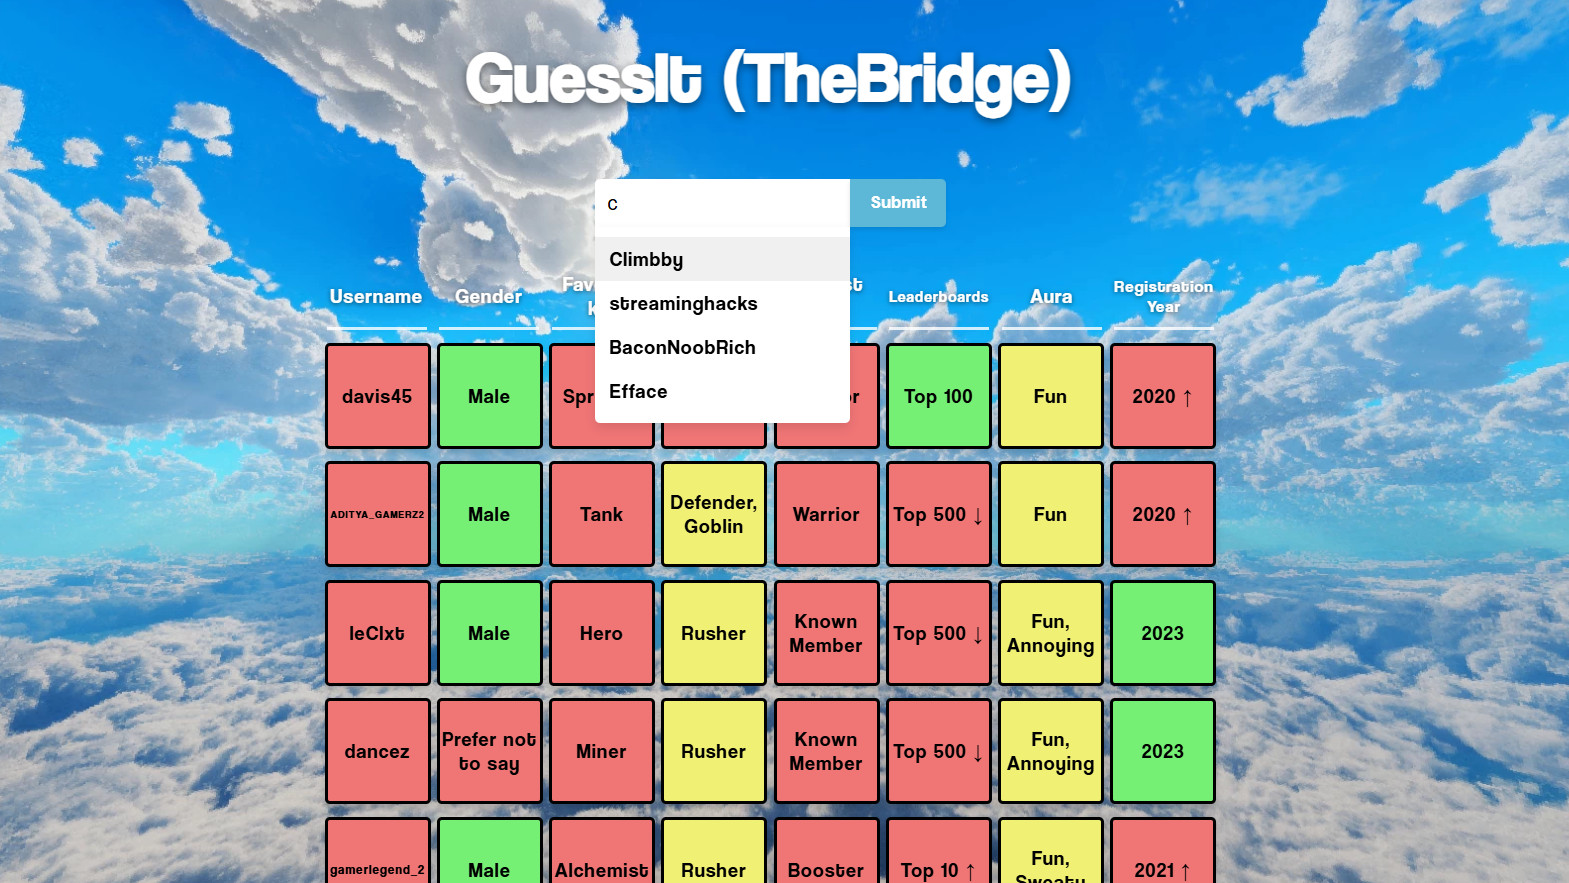 GuessIt (TheBridge)
c
Submit
Climbby
streaminghacks
BaconNoobRich
Efface
Username
Gender
Leaderboards
Aura
Registration
Year
davis45
Male
Top 100
Fun
2020 ↑
ADITYA_GAMERZ2
Male
Tank
Defender,
Goblin
Warrior
Top 500 ↓
Fun
2020 ↑
leClxt
Male
Hero
Rusher
Known
Member
Top 500 ↓
Fun,
Annoying
2023
dancez
Prefer not
to say
Miner
Rusher
Known
Member
Top 500 ↓
Fun,
Annoying
2023
gamerlegend_2
Male
Alchemist
Rusher
Booster
Top 10 ↑
Fun,
Sweaty
2021 ↑